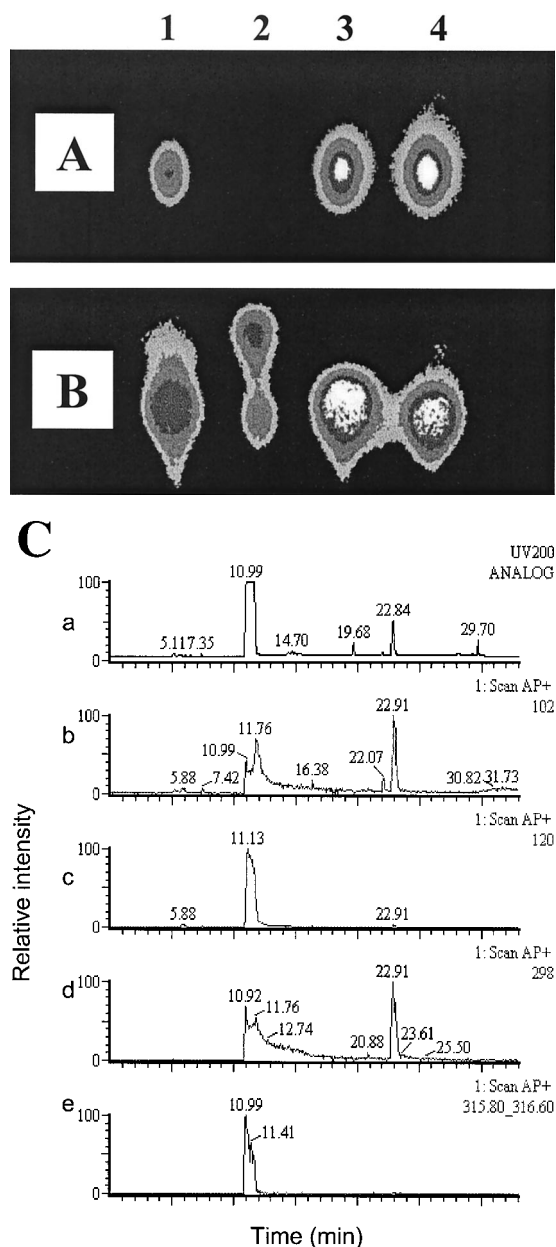 1 2 3 4
A
B
C
UV200
ANALOG
a
100
0
5.117.35
10.99
14.70
19.68
22.84
29.70
1: Scan AP+
102
b
100
0
5.88
7.42
10.99
11.76
16.38
22.07
22.91
30.82
31.73
1: Scan AP+
120
c
100
0
5.88
11.13
22.91
1: Scan AP+
298
d
100
0
10.92
11.76
12.74
20.88
22.91
23.61
25.50
1: Scan AP+
315.80_316.60
e
100
0
10.99
11.41
Relative intensity
Time (min)